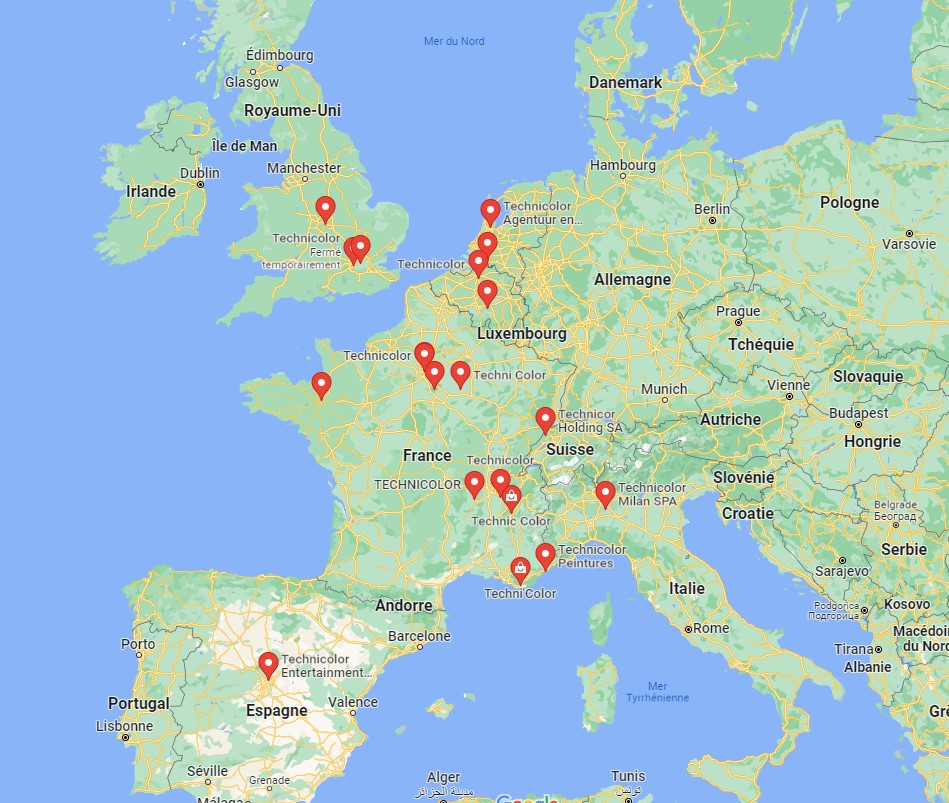 Mer du Nord
Édimbourg
Glasgow
Danemark
Royaume-Uni
Île de Man
Manchester
Hambourg
Dublin
Irlande
Technicolor
Agentuur en...
Berlin
Pologne
Varsovie
Technicolor
Ferme
temporairement
Technicolor
Allemagne
Prague
Luxembourg
Tchéquie
Technicolor
Techni Color
Munich
Vienne
Slovaquie
Technicor
Holding SA
Autriche
Budapest
Hongrie
France
Suisse
Technicolor
TECHNICOLOR
Slovénie
Technicolor
Milan SPA
Croatie
Belgrade
Београд
Technic Color
Serbie
Technicolor
Peintures
Sarajevo
Techni Color
Italie
Andorre
Podgorica
Подгорица
Kosovo
Barcelone
Rome
Macédoi
du Nord
Porto
Tirana
Technicolor
Entertainment...
Albanie
Mer
Tyrrhénienne
Portugal
Espagne
Valence
Grè
Lisbonne
Séville
Grenade
Alger
مدينة الجزائر
Tunis
تونس
Málaga
Google